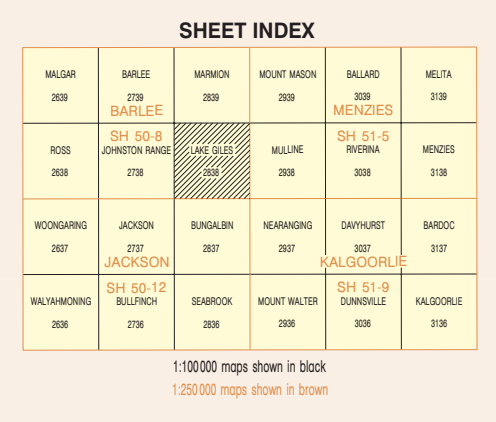 SHEET INDEX
MALGAR BARLEE MARMION MOUNT MASON BALLARD MELITA
2639 2739 2839 2939 3039 3139
BARLEE MENZIES
SH 50-8 SH 51-5
ROSS JOHNSTON RANGE LAKE GILES MULLINE RIVERINA MENZIES
2638 2738 2838 2938 3038 3138
WOONGARING JACKSON BUNGALBIN NEARANGING DAVYHURST BARDOC
2637 2737 2837 2937 3037 3137
JACKSON KALGOORLIE
SH 50-12 SH 51-9
WALYAHMONING BULLFINCH SEABROOK MOUNT WALTER DUNNSVILLE KALGOORLIE
2636 2736 2836 2936 3036 3136
1:100 000 maps shown in black
1:250 000 maps shown in brown